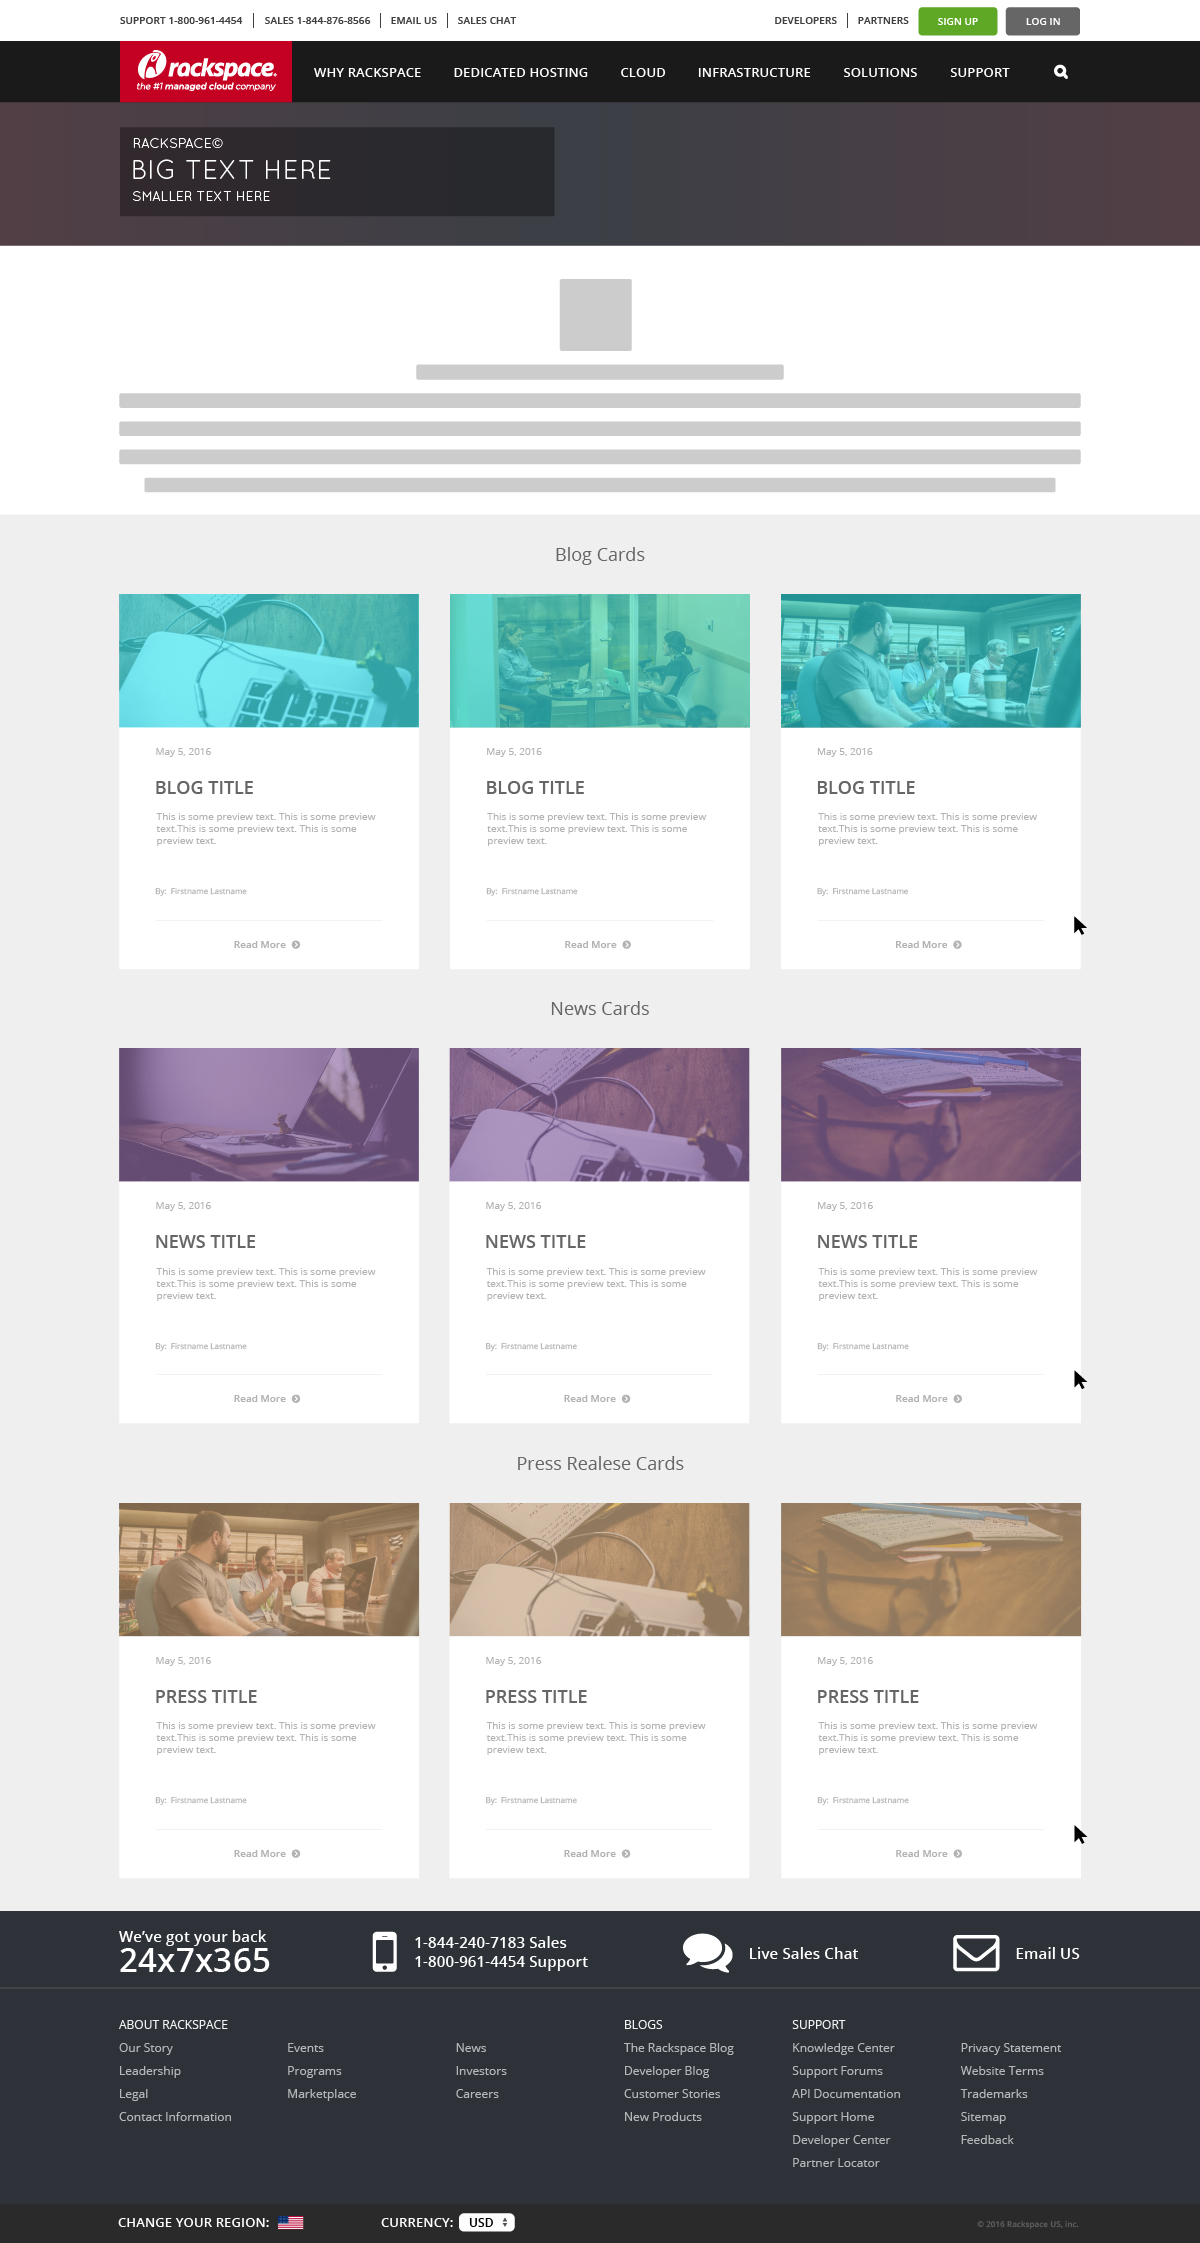 SUPPORT 1-800-961-4454 SALES 1-844-876-8566 EMAIL US SALES CHAT DEVELOPERS PARTNERS SIGN UP LOG IN
rackspace.
the #1 managed cloud company
WHY RACKSPACE DEDICATED HOSTING CLOUD INFRASTRUCTURE SOLUTIONS SUPPORT
RACKSPACE©
BIG TEXT HERE
SMALLER TEXT HERE
Blog Cards
May 5, 2016
BLOG TITLE
This is some preview text. This is some preview
text.This is some preview text. This is some
preview text.
By: Firstname Lastname
Read More
May 5, 2016
BLOG TITLE
This is some preview text. This is some preview
text.This is some preview text. This is some
preview text.
By: Firstname Lastname
Read More
May 5, 2016
BLOG TITLE
This is some preview text. This is some preview
text.This is some preview text. This is some
preview text.
By: Firstname Lastname
Read More
News Cards
May 5, 2016
NEWS TITLE
This is some preview text. This is some preview
text.This is some preview text. This is some
preview text.
By: Firstname Lastname
Read More
May 5, 2016
NEWS TITLE
This is some preview text. This is some preview
text.This is some preview text. This is some
preview text.
By: Firstname Lastname
Read More
May 5, 2016
NEWS TITLE
This is some preview text. This is some preview
text.This is some preview text. This is some
preview text.
By: Firstname Lastname
Read More
Press Realese Cards
May 5, 2016
PRESS TITLE
This is some preview text. This is some preview
text.This is some preview text. This is some
preview text.
By: Firstname Lastname
Read More
May 5, 2016
PRESS TITLE
This is some preview text. This is some preview
text.This is some preview text. This is some
preview text.
By: Firstname Lastname
Read More
May 5, 2016
PRESS TITLE
This is some preview text. This is some preview
text.This is some preview text. This is some
preview text.
By: Firstname Lastname
Read More
We've got your back
24x7x365
1-844-240-7183 Sales
1-800-961-4454 Support
Live Sales Chat
Email US
ABOUT RACKSPACE
Our Story
Leadership
Legal
Contact Information
Events
Programs
Marketplace
News
Investors
Careers
BLOGS
The Rackspace Blog
Developer Blog
Customer Stories
New Products
SUPPORT
Knowledge Center
Support Forums
API Documentation
Support Home
Developer Center
Partner Locator
Privacy Statement
Website Terms
Trademarks
Sitemap
Feedback
CHANGE YOUR REGION: CURRENCY: USD
© 2016 Rackspace US, inc.